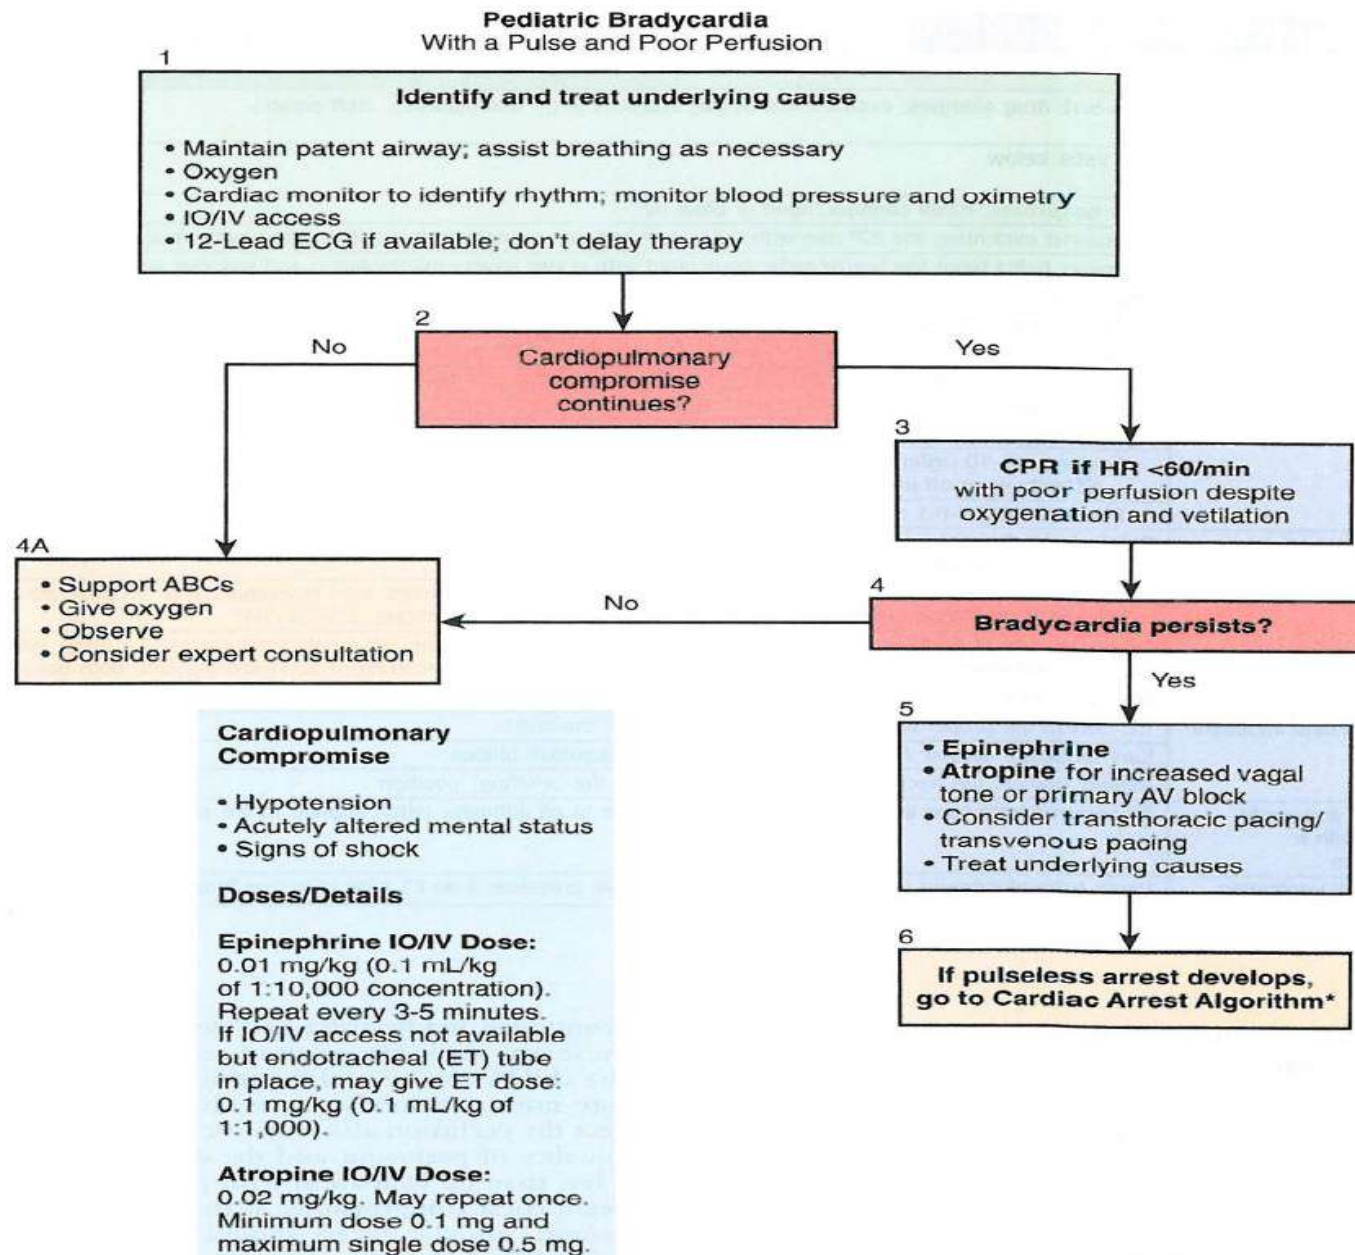 Pediatric Bradycardia
With a Pulse and Poor Perfusion
1
Identify and treat underlying cause
• Maintain patent airway; assist breathing as necessary
• Oxygen
• Cardiac monitor to identify rhythm; monitor blood pressure and oximetry
• IO/IV access
• 12-Lead ECG if available; don't delay therapy
2
No
Cardiopulmonary
compromise
continues?
Yes
3
CPR if HR <60/min
with poor perfusion despite
oxygenation and vetilation
4A
• Support ABCs
• Give oxygen
• Observe
• Consider expert consultation
No
4
Bradycardia persists?
Yes
5
• Epinephrine
• Atropine for increased vagal
tone or primary AV block
• Consider transthoracic pacing/
transvenous pacing
• Treat underlying causes
6
If pulseless arrest develops,
go to Cardiac Arrest Algorithm*
Cardiopulmonary
Compromise
• Hypotension
• Acutely altered mental status
• Signs of shock
Doses/Details
Epinephrine IO/IV Dose:
0.01 mg/kg (0.1 mL/kg
of 1:10,000 concentration).
Repeat every 3-5 minutes.
If IO/IV access not available
but endotracheal (ET) tube
in place, may give ET dose:
0.1 mg/kg (0.1 mL/kg of
1:1,000).
Atropine IO/IV Dose:
0.02 mg/kg. May repeat once.
Minimum dose 0.1 mg and
maximum single dose 0.5 mg.